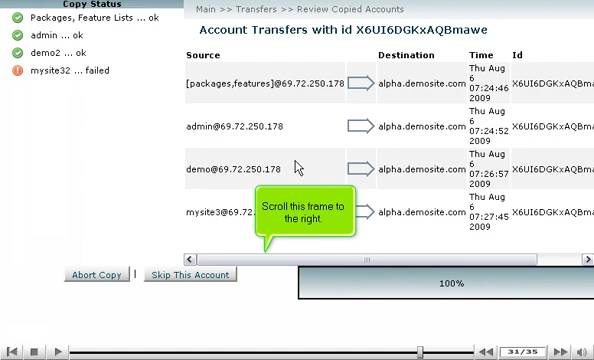 Copy Status
Packages, Feature Lists ... ok
admin ... ok
demo2 ... ok
mysite32 ... failed
Main >> Transfers >> Review Copied Accounts
Account Transfers with id X6UI6DGKxAQBmawe
Source Destination Time Id
[packages,features]@69.72.250.178 alpha.demosite.com Thu Aug 6 07:24:46 2009 X6UI6DGKxAQBm
admin@69.72.250.178 alpha.demosite.com Thu Aug 6 07:24:52 2009 X6UI6DGKxAQBm
demo@69.72.250.178 alpha.demosite.com Thu Aug 6 07:26:57 2009 X6UI6DGKxAQBm
mysite3@69.72. alpha.demosite.com Thu Aug 6 07:27:45 2009 X6UI6DGKxAQBm
Scroll this frame to
the right.
Abort Copy | Skip This Account
100%
31/35